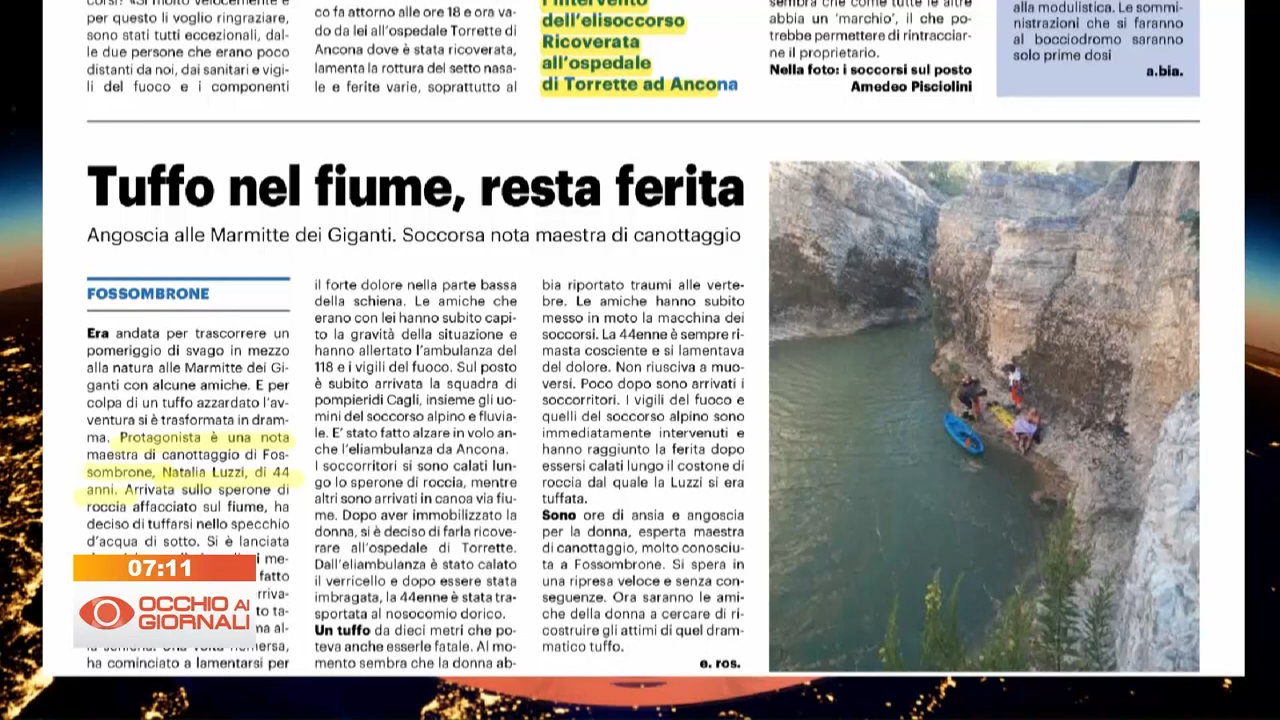 per questo li voglio ringraziare,
sono stati tutti eccezionali, dal-
le due persone che erano poco
distanti da noi, dai sanitari e vigi-
li del fuoco e i componenti
co fa attorno alle ore 18 e ora va-
do da lei all'ospedale Torrette di
Ancona dove è stata ricoverata,
lamenta la rottura del setto nasa-
le e ferite varie, soprattutto al
l'intervento
dell'elisoccorso
Ricoverata
all'ospedale
di Torrette ad Ancona
sembra che come tutte le altre
abbia un 'marchio', il che po-
trebbe permettere di rintracciar-
ne il proprietario.
Nella foto: i soccorsi sul posto
Amedeo Pisciolini
alla modulistica. Le sommi-
nistrazioni che si faranno
al bocciodromo saranno
solo prime dosi
a.bia.
Tuffo nel fiume, resta ferita
Angoscia alle Marmitte dei Giganti. Soccorsa nota maestra di canottaggio
FOSSOMBRONE
Era andata per trascorrere un
pomeriggio di svago in mezzo
alla natura alle Marmitte dei Gi-
ganti con alcune amiche. E per
colpa di un tuffo azzardato l'av-
ventura si è trasformata in dram-
ma. Protagonista è una nota
maestra di canottaggio di Fos-
sombrone, Natalia Luzzi, di 44
anni. Arrivata sullo sperone di
roccia affacciato sul fiume, ha
deciso di tuffarsi nello specchio
d'acqua di sotto. Si è lanciata
i me-
fatto
rriva-
to ta-
na al-
ha cominciato a lamentarsi per
il forte dolore nella parte bassa
della schiena. Le amiche che
erano con lei hanno subito capi-
to la gravità della situazione e
hanno allertato l'ambulanza del
118 e i vigili del fuoco. Sul posto
è subito arrivata la squadra di
pompieridi Cagli, insieme gli uo-
mini del soccorso alpino e fluvia-
le. E' stato fatto alzare in volo an-
che l'eliambulanza da Ancona.
I soccorritori si sono calati lun-
go lo sperone di roccia, mentre
altri sono arrivati in canoa via fiu-
me. Dopo aver immobilizzato la
donna, si è deciso di farla ricove-
rare all'ospedale di Torrette.
Dall'eliambulanza è stato calato
il verricello e dopo essere stata
imbragata, la 44enne è stata tra-
sportata al nosocomio dorico.
Un tuffo da dieci metri che po-
teva anche esserle fatale. Al mo-
mento sembra che la donna ab-
bia riportato traumi alle verte-
bre. Le amiche hanno subito
messo in moto la macchina dei
soccorsi. La 44enne è sempre ri-
masta cosciente e si lamentava
del dolore. Non riusciva a muo-
versi. Poco dopo sono arrivati i
soccorritori. I vigili del fuoco e
quelli del soccorso alpino sono
immediatamente intervenuti e
hanno raggiunto la ferita dopo
essersi calati lungo il costone di
roccia dal quale la Luzzi si era
tuffata.
Sono ore di ansia e angoscia
per la donna, esperta maestra
di canottaggio, molto conosciu-
ta a Fossombrone. Si spera in
una ripresa veloce e senza con-
seguenze. Ora saranno le ami-
che della donna a cercare di ri-
costruire gli attimi di quel dram-
matico tuffo.
e. ros.
07:11
OCCHIO AI
GIORNALI